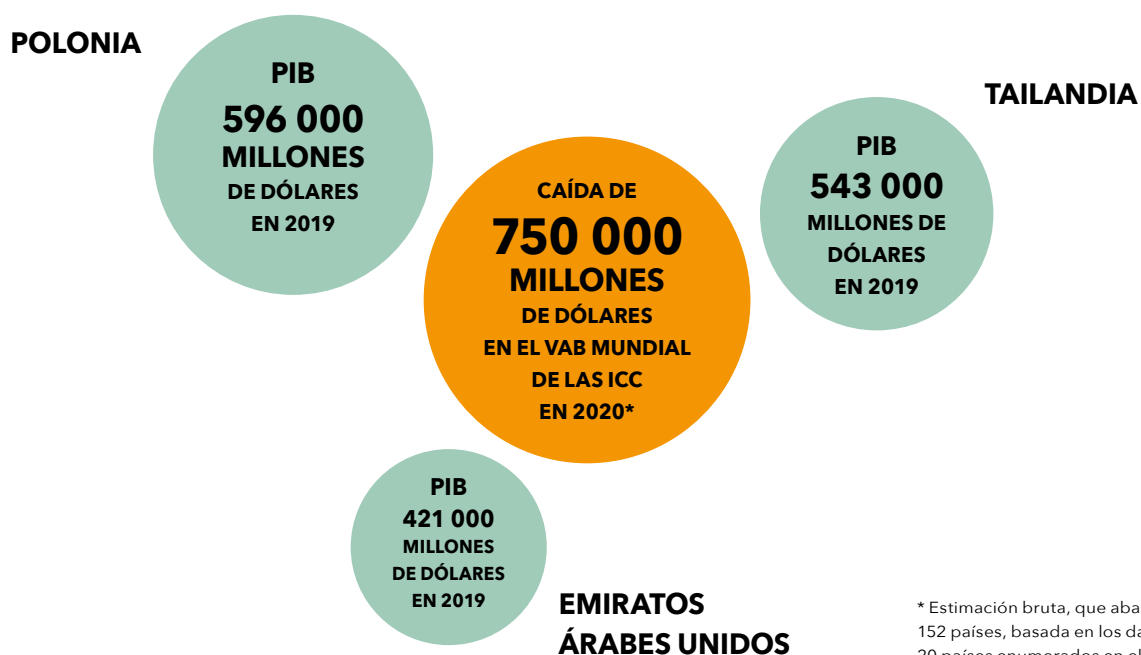 POLONIA
PIB
596 000
MILLONES
DE DÓLARES
EN 2019
TAILANDIA
PIB
543 000
MILLONES DE
DÓLARES
EN 2019
CAÍDA DE
750 000
MILLONES
DE DÓLARES
EN EL VAB MUNDIAL
DE LAS ICC
EN 2020*
PIB
421 000
MILLONES
DE DÓLARES
EN 2019
EMIRATOS
ÁRABES UNIDOS
* Estimación bruta, que aba
152 países, basada en los da